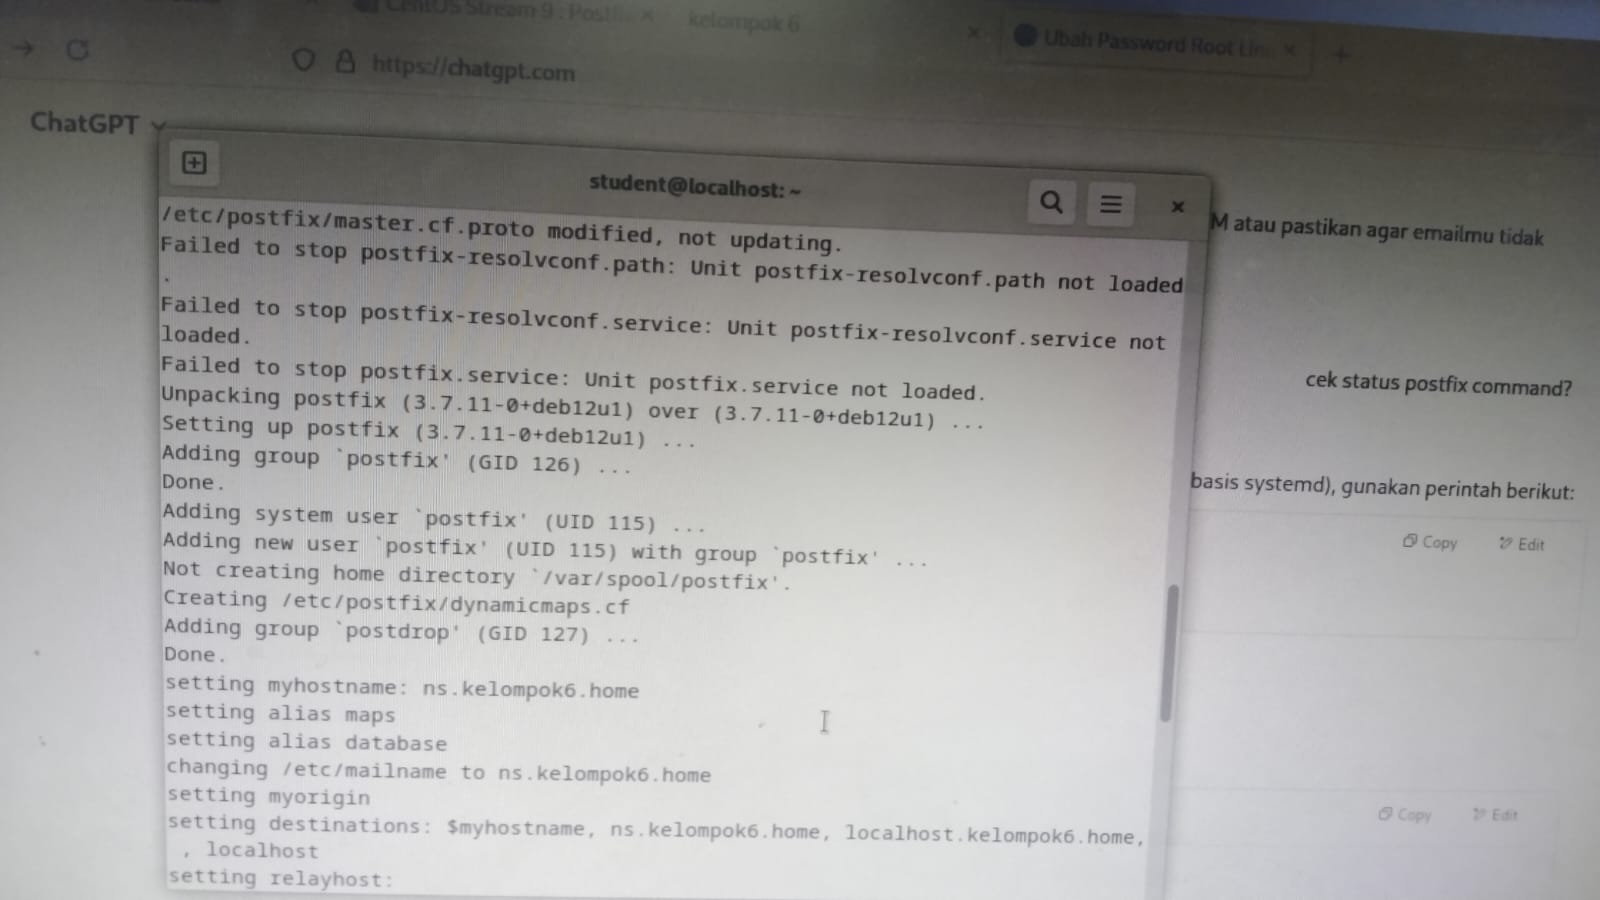 CentOS Stream 9 : Postfi
kelompok 6
Ubah Password Root Lin
https://chatgpt.com
ChatGPT
student@localhost: ~
M atau pastikan agar emailmu tidak
cek status postfix command?
basis systemd), gunakan perintah berikut:
Copy
Edit
Copy
Edit
/etc/postfix/master.cf.proto modified, not updating.
Failed to stop postfix-resolvconf.path: Unit postfix-resolvconf.path not loaded
.
Failed to stop postfix-resolvconf.service: Unit postfix-resolvconf.service not
loaded.
Failed to stop postfix.service: Unit postfix.service not loaded.
Unpacking postfix (3.7.11-0+deb12u1) over (3.7.11-0+deb12u1) ...
Setting up postfix (3.7.11-0+deb12u1) ...
Adding group `postfix' (GID 126) ...
Done.
Adding system user `postfix' (UID 115) ...
Adding new user `postfix' (UID 115) with group `postfix' ...
Not creating home directory `/var/spool/postfix'.
Creating /etc/postfix/dynamicmaps.cf
Adding group `postdrop' (GID 127) ...
Done.
setting myhostname: ns.kelompok6.home
setting alias maps
setting alias database
changing /etc/mailname to ns.kelompok6.home
setting myorigin
setting destinations: $myhostname, ns.kelompok6.home, localhost.kelompok6.home,
 , localhost
setting relayhost: